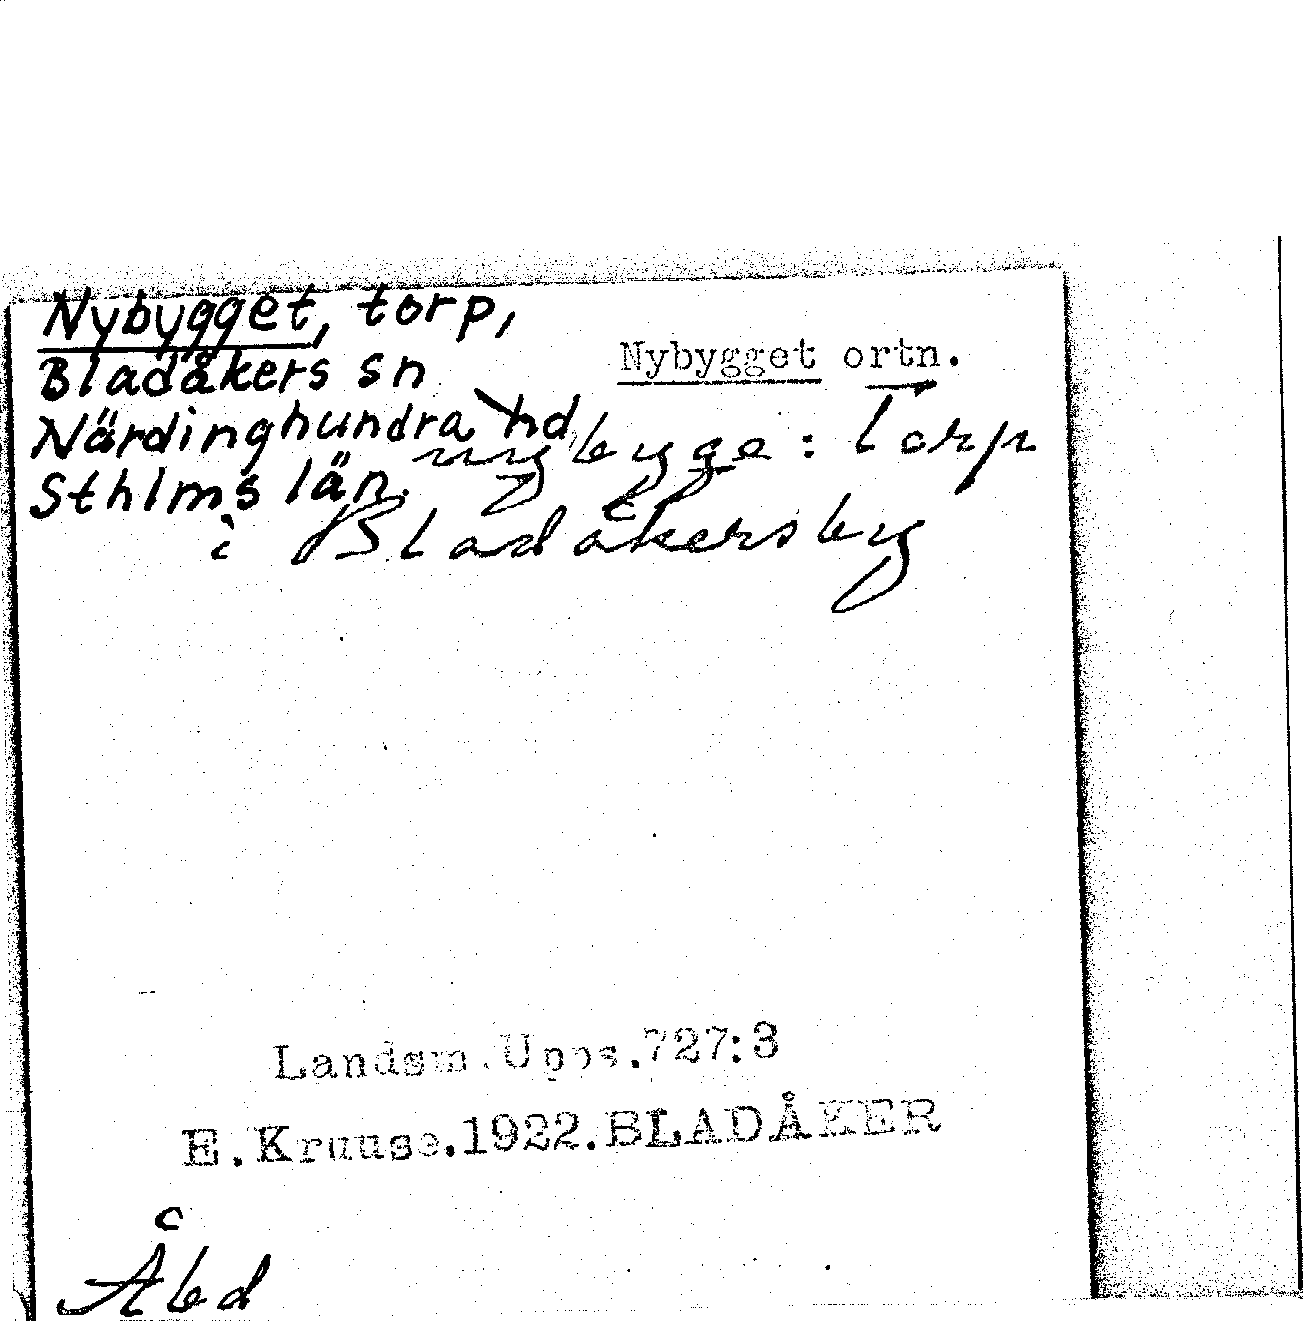 Nybygget, torp,
Bladåkers sn
Närdinghundra hd
Sthlms län.
Nybygget ortn.
nybygge: Torp
i Bladåkersby
Landsm.Upps.727:3
E.Kruuse.1922.BLADÅKER
Åbd